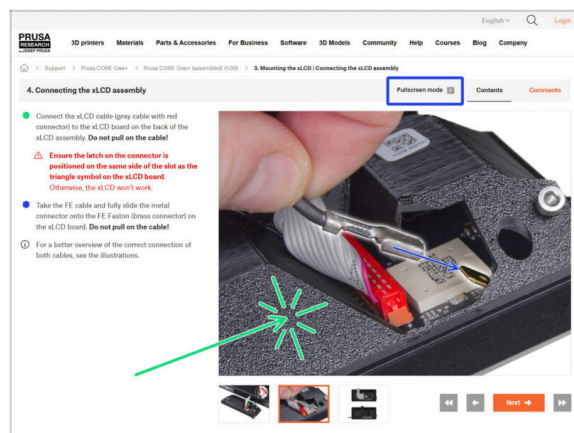 English
Login
PRUSA
RESEARCH
by JOSEF PRUSA
3D printers Materials Parts & Accessories For Business Software 3D Models Community Help Courses Blog Company
Support > Prusa CORE One+ > Prusa CORE One+ (assembled) (1.00) > 3. Mounting the xLCD | Connecting the xLCD assembly
4. Connecting the xLCD assembly
Fullscreen mode
Contents
Comments
Connect the xLCD cable (gray cable with red
connector) to the xLCD board on the back of the
xLCD assembly. Do not pull on the cable!
Ensure the latch on the connector is
positioned on the same side of the slot as the
triangle symbol on the xLCD board.
Otherwise, the xLCD won't work.
Take the FE cable and fully slide the metal
connector onto the FE Faston (brass connector) on
the xLCD board. Do not pull on the cable!
For a better overview of the correct connection of
both cables, see the illustrations.
Next